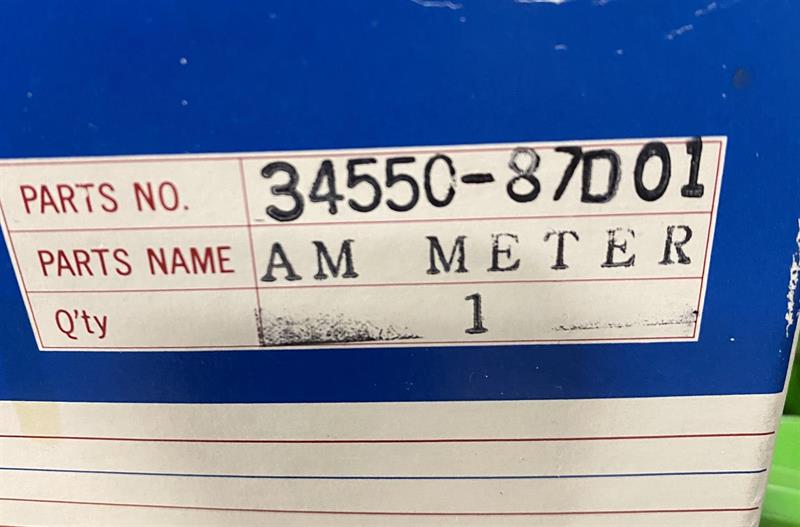 PARTS NO. 34550-87D01
PARTS NAME AM METER
Q'ty 1